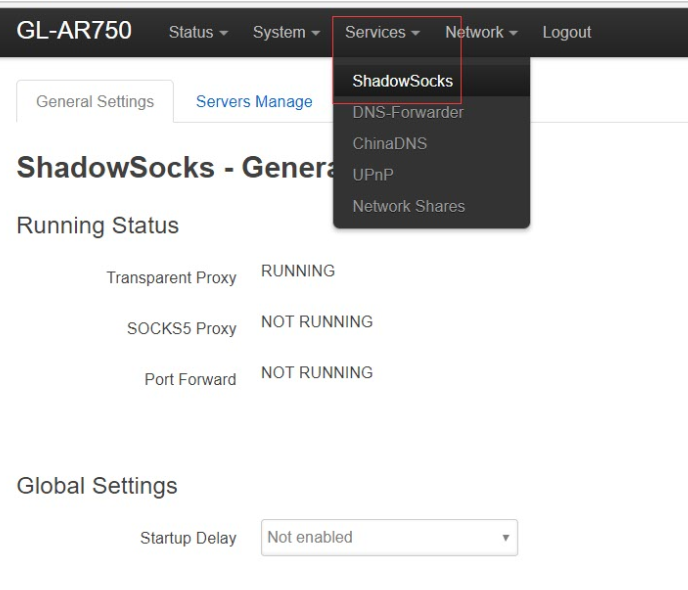 GL-AR750 Status System Services Network Logout
General Settings Servers Manage
ShadowSocks
DNS-Forwarder
ChinaDNS
UPnP
Network Shares
ShadowSocks - Genera
Running Status
Transparent Proxy RUNNING
SOCKS5 Proxy NOT RUNNING
Port Forward NOT RUNNING
Global Settings
Startup Delay Not enabled